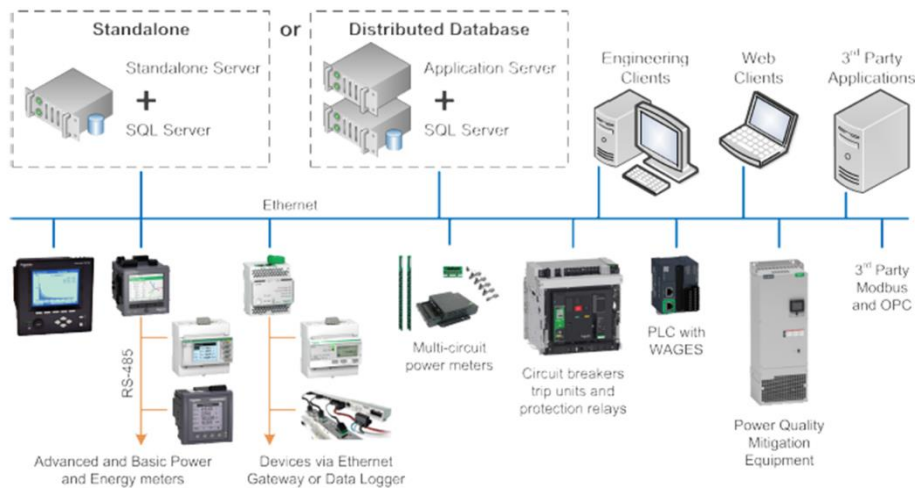 Standalone
or
Distributed Database
Standalone Server
+
SQL Server
Application Server
+
SQL Server
Engineering
Clients
Web
Clients
3rd Party
Applications
Ethernet
RS-485
Multi-circuit
power meters
Circuit breakers
trip units and
protection relays
PLC with
WAGES
3rd Party
Modbus
and OPC
Power Quality
Mitigation
Equipment
Advanced and Basic Power
and Energy meters
Devices via Ethernet
Gateway or Data Logger